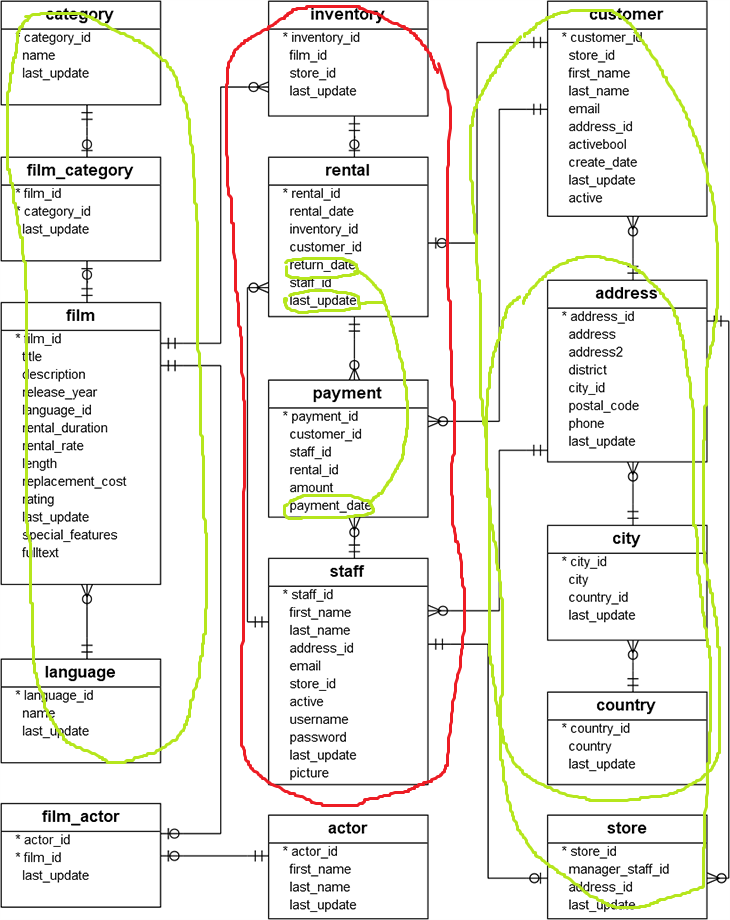 category
* category_id
name
last_update
film_category
* film_id
* category_id
last_update
film
* film_id
title
description
release_year
language_id
rental_duration
rental_rate
length
replacement_cost
rating
last_update
special_features
fulltext
language
* language_id
name
last_update
film_actor
* actor_id
* film_id
last_update
inventory
* inventory_id
film_id
store_id
last_update
rental
* rental_id
rental_date
inventory_id
customer_id
return_date
staff_id
last_update
payment
* payment_id
customer_id
staff_id
rental_id
amount
payment_date
staff
* staff_id
first_name
last_name
address_id
email
store_id
active
username
password
last_update
picture
actor
* actor_id
first_name
last_name
last_update
customer
* customer_id
store_id
first_name
last_name
email
address_id
activebool
create_date
last_update
active
address
* address_id
address
address2
district
city_id
postal_code
phone
last_update
city
* city_id
city
country_id
last_update
country
* country_id
country
last_update
store
* store_id
manager_staff_id
address_id
last_update